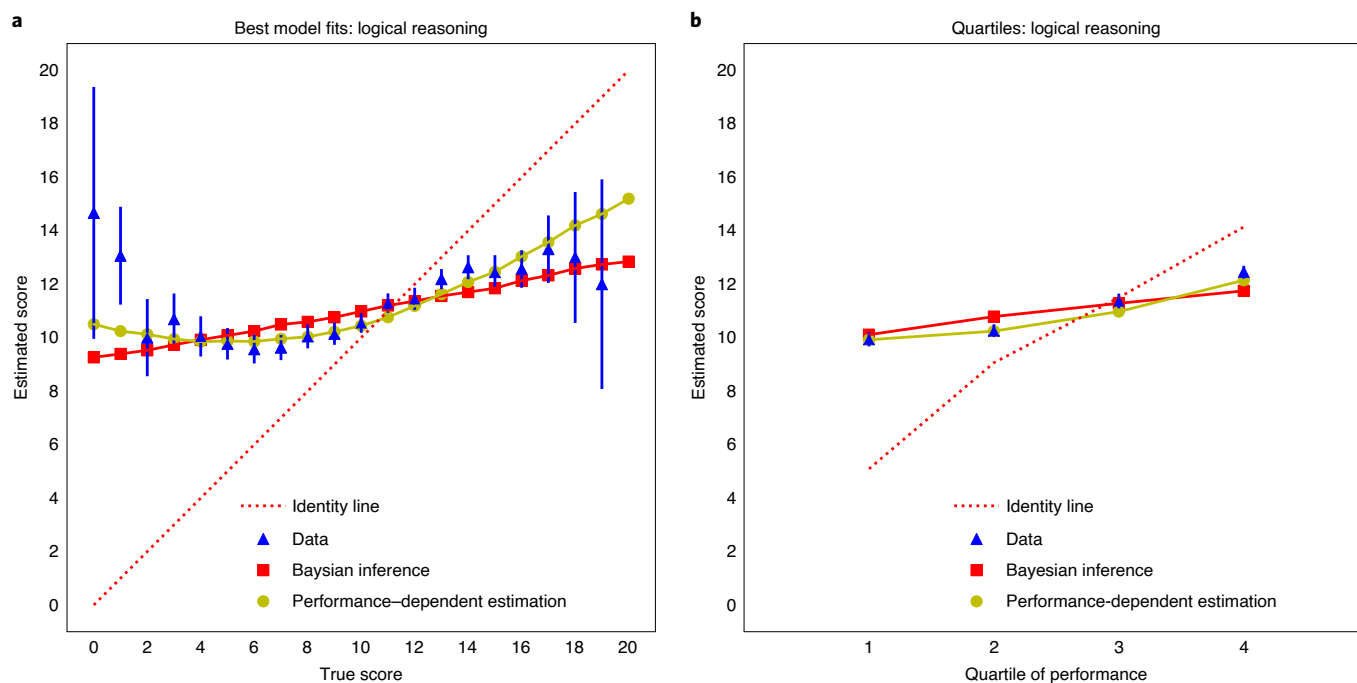 a
Best model fits: logical reasoning
20
18
16
14
12
10
8
6
4
2
0
Estimated score
Identity line
Data
Baysian inference
Performance–dependent estimation
0 2 4 6 8 10 12 14 16 18 20
True score
b
Quartiles: logical reasoning
20
18
16
14
12
10
8
6
4
2
0
Estimated score
Identity line
Data
Bayesian inference
Performance-dependent estimation
1 2 3 4
Quartile of performance